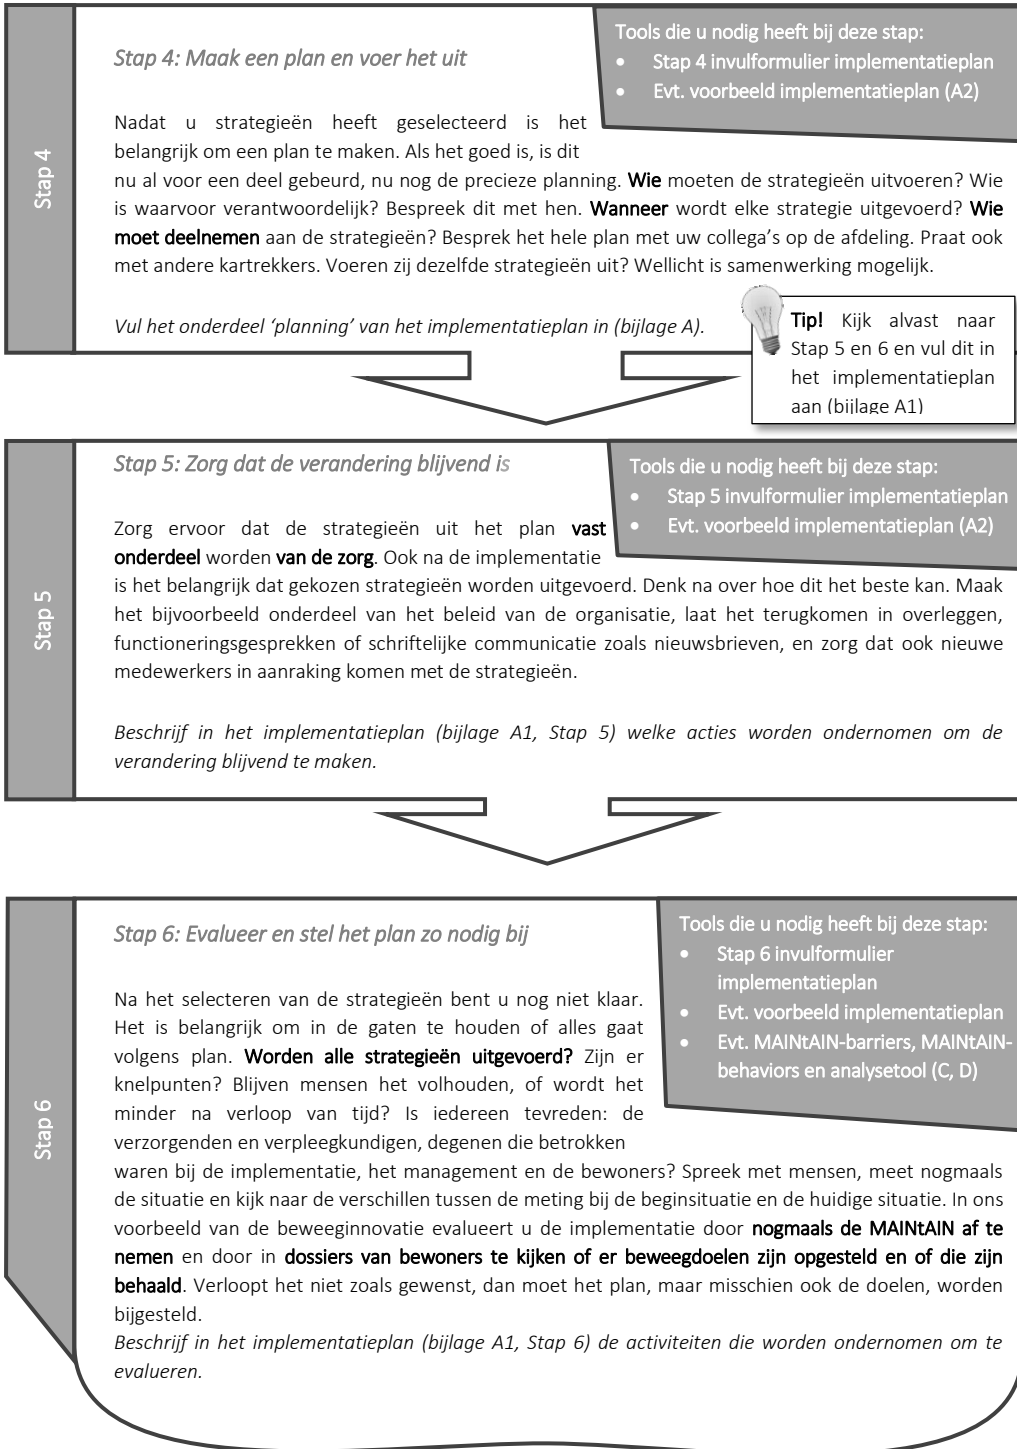 Stap 4
Stap 4: Maak een plan en voer het uit
Tools die u nodig heeft bij deze stap:
• Stap 4 invulformulier implementatieplan
• Evt. voorbeeld implementatieplan (A2)
Nadat u strategieën heeft geselecteerd is het
belangrijk om een plan te maken. Als het goed is, is dit
nu al voor een deel gebeurd, nu nog de precieze planning. Wie moeten de strategieën uitvoeren? Wie
is waarvoor verantwoordelijk? Bespreek dit met hen. Wanneer wordt elke strategie uitgevoerd? Wie
moet deelnemen aan de strategieën? Besprek het hele plan met uw collega’s op de afdeling. Praat ook
met andere kartrekkers. Voeren zij dezelfde strategieën uit? Wellicht is samenwerking mogelijk.
Vul het onderdeel ‘planning’ van het implementatieplan in (bijlage A).
Tip! Kijk alvast naar
Stap 5 en 6 en vul dit in
het implementatieplan
aan (bijlage A1)
Stap 5
Stap 5: Zorg dat de verandering blijvend is
Tools die u nodig heeft bij deze stap:
• Stap 5 invulformulier implementatieplan
• Evt. voorbeeld implementatieplan (A2)
Zorg ervoor dat de strategieën uit het plan vast
onderdeel worden van de zorg. Ook na de implementatie
is het belangrijk dat gekozen strategieën worden uitgevoerd. Denk na over hoe dit het beste kan. Maak
het bijvoorbeeld onderdeel van het beleid van de organisatie, laat het terugkomen in overleggen,
functioneringsgesprekken of schriftelijke communicatie zoals nieuwsbrieven, en zorg dat ook nieuwe
medewerkers in aanraking komen met de strategieën.
Beschrijf in het implementatieplan (bijlage A1, Stap 5) welke acties worden ondernomen om de
verandering blijvend te maken.
Stap 6
Stap 6: Evalueer en stel het plan zo nodig bij
Tools die u nodig heeft bij deze stap:
• Stap 6 invulformulier
implementatieplan
• Evt. voorbeeld implementatieplan
• Evt. MAINtAIN-barriers, MAINtAIN-
behaviors en analysetool (C, D)
Na het selecteren van de strategieën bent u nog niet klaar.
Het is belangrijk om in de gaten te houden of alles gaat
volgens plan. Worden alle strategieën uitgevoerd? Zijn er
knelpunten? Blijven mensen het volhouden, of wordt het
minder na verloop van tijd? Is iedereen tevreden: de
verzorgenden en verpleegkundigen, degenen die betrokken
waren bij de implementatie, het management en de bewoners? Spreek met mensen, meet nogmaals
de situatie en kijk naar de verschillen tussen de meting bij de beginsituatie en de huidige situatie. In ons
voorbeeld van de beweeginnovatie evalueert u de implementatie door nogmaals de MAINtAIN af te
nemen en door in dossiers van bewoners te kijken of er beweegdoelen zijn opgesteld en of die zijn
behaald. Verloopt het niet zoals gewenst, dan moet het plan, maar misschien ook de doelen, worden
bijgesteld.
Beschrijf in het implementatieplan (bijlage A1, Stap 6) de activiteiten die worden ondernomen om te
evalueren.